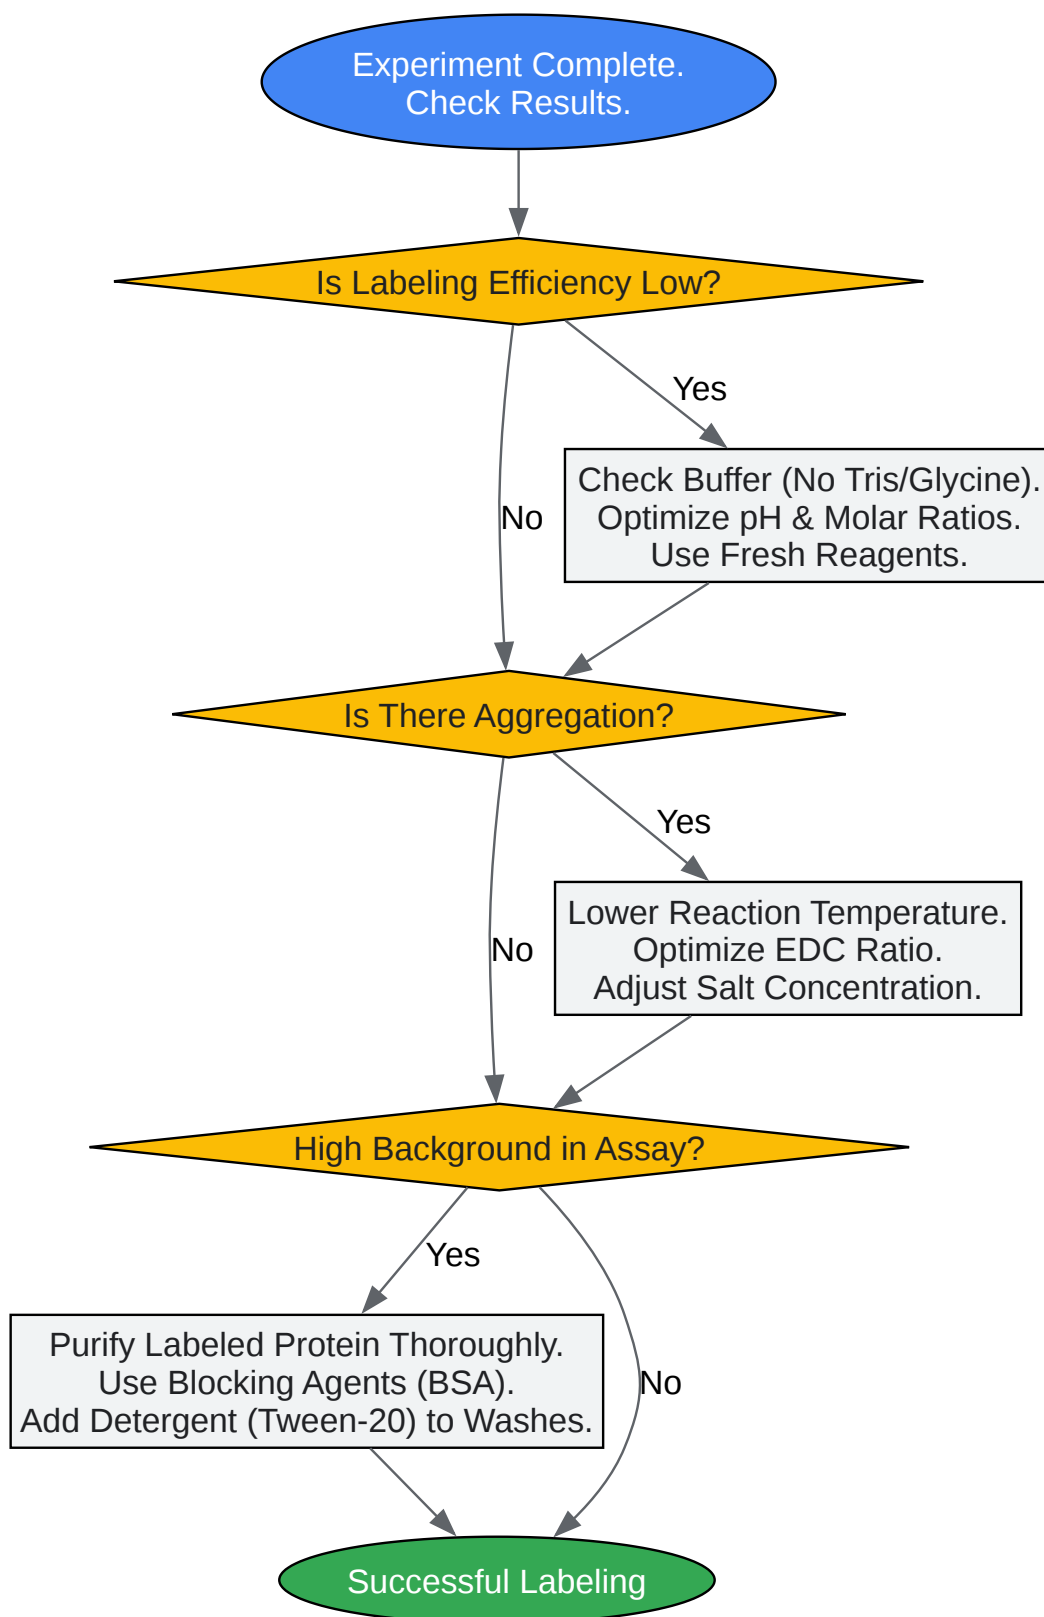 Experiment Complete.
Check Results.
Is Labeling Efficiency Low?
Yes
Check Buffer (No Tris/Glycine).
Optimize pH & Molar Ratios.
Use Fresh Reagents.
No
Is There Aggregation?
Yes
Lower Reaction Temperature.
Optimize EDC Ratio.
Adjust Salt Concentration.
No
High Background in Assay?
Yes
Purify Labeled Protein Thoroughly.
Use Blocking Agents (BSA).
Add Detergent (Tween-20) to Washes.
No
Successful Labeling